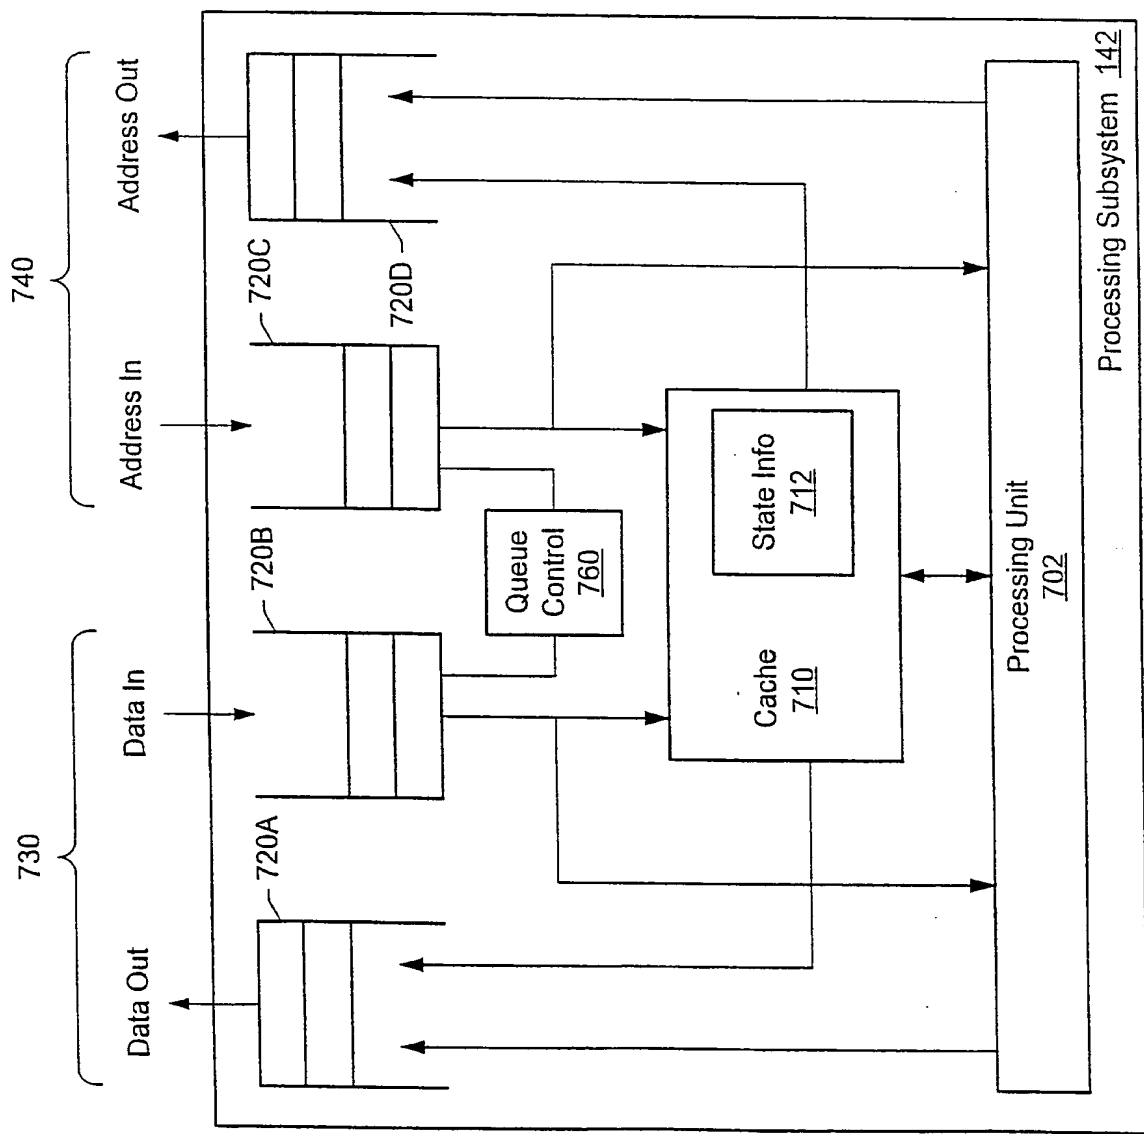 730
740
Data Out
Data In
Address In
Address Out
720A
720B
720C
720D
Queue
Control
760
Cache
710
State Info
712
Processing Unit
702
Processing Subsystem 142